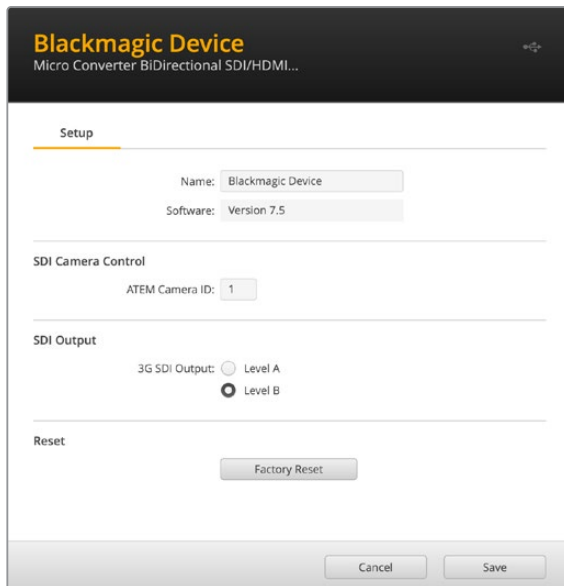 Blackmagic Device
Micro Converter BiDirectional SDI/HDMI...
Setup
Name: Blackmagic Device
Software: Version 7.5
SDI Camera Control
ATEM Camera ID: 1
SDI Output
3G SDI Output: Level A
Level B
Reset
Factory Reset
Cancel Save